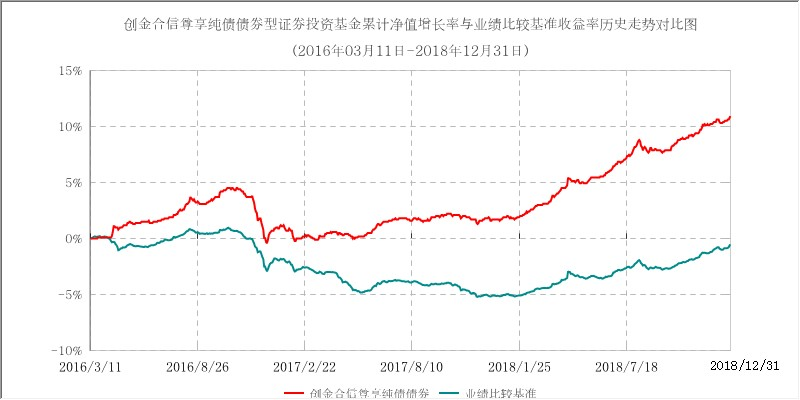 创金合信尊享纯债债券型证券投资基金累计净值增长率与业绩比较基准收益率历史走势对比图
(2016年03月11日-2018年12月31日)
15%
10%
5%
0%
-5%
-10%
2016/3/11 2016/8/26 2017/2/22 2017/8/10 2018/1/25 2018/7/18 2018/12/31
创金合信尊享纯债债券 业绩比较基准